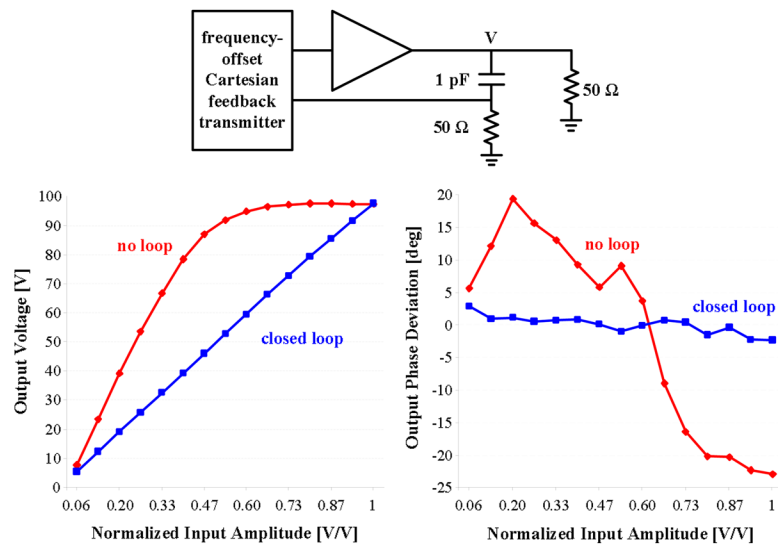 frequency-
offset
Cartesian
feedback
transmitter
V
1 pF
50 Ω
50 Ω
100
90
80
70
60
50
40
30
20
10
0
Output Voltage [V]
no loop
closed loop
0.06 0.20 0.33 0.47 0.60 0.73 0.87 1
Normalized Input Amplitude [V/V]
20
15
10
5
0
-5
-10
-15
-20
-25
Output Phase Deviation [deg]
no loop
closed loop
0.06 0.20 0.33 0.47 0.60 0.73 0.87 1
Normalized Input Amplitude [V/V]